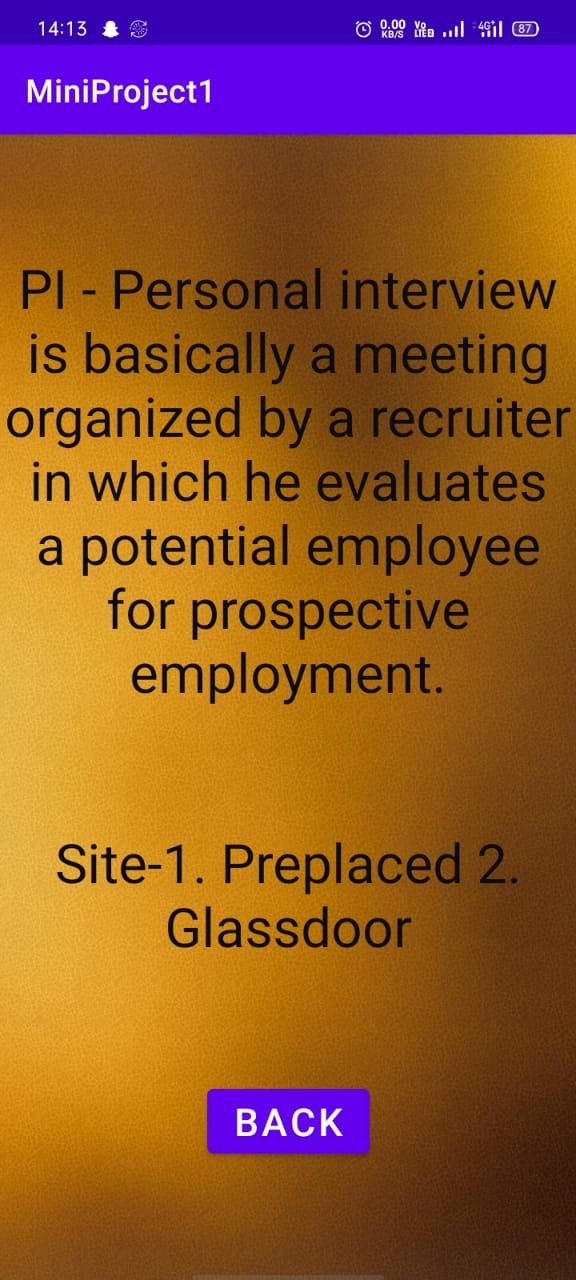 14:13 0.00 KB/S Vo LTED 4G+ 87
MiniProject1
PI - Personal interview
is basically a meeting
organized by a recruiter
in which he evaluates
a potential employee
for prospective
employment.
Site-1. Preplaced 2.
Glassdoor
BACK